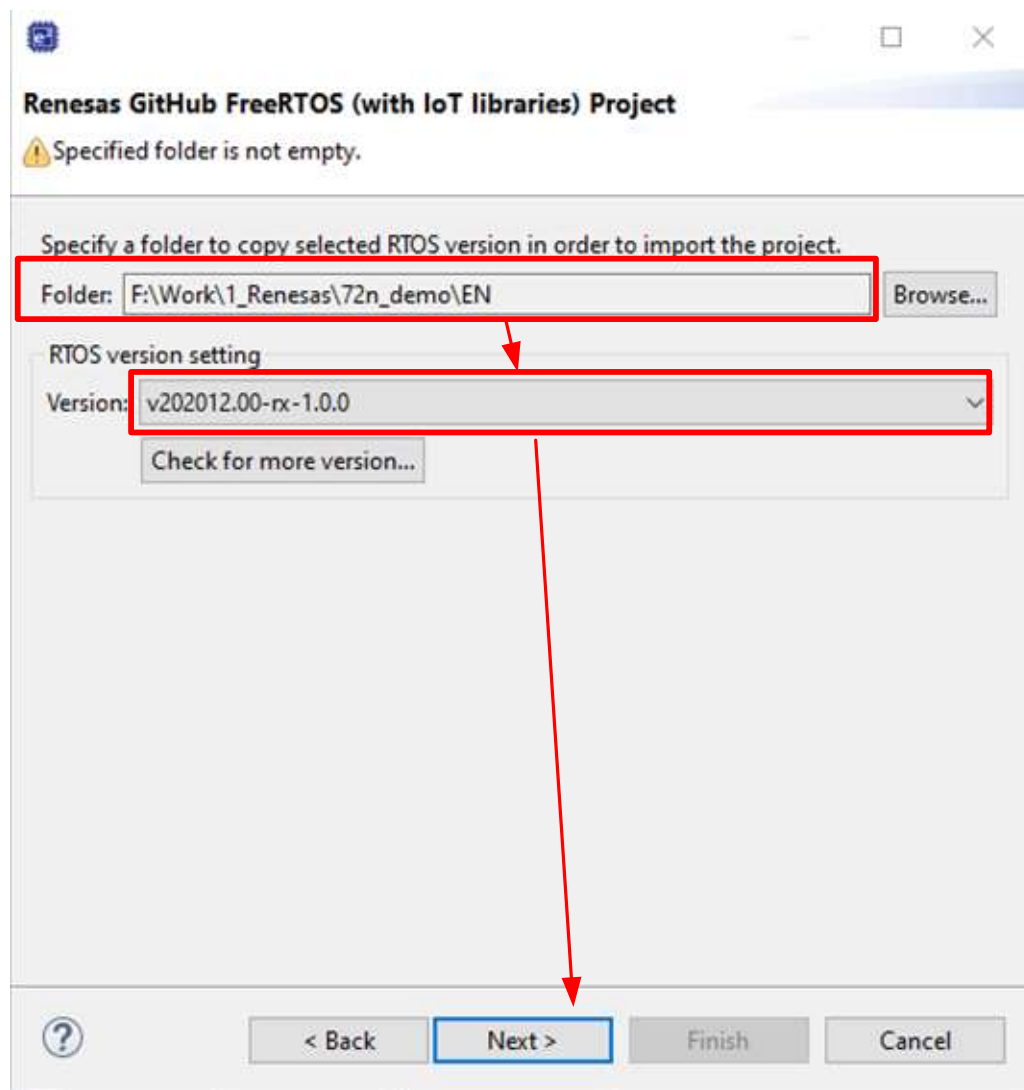 Renesas GitHub FreeRTOS (with IoT libraries) Project
Specified folder is not empty.
Specify a folder to copy selected RTOS version in order to import the project.
Folder: F:\Work\1_Renesas\72n_demo\EN Browse...
RTOS version setting
Version: v202012.00-rx-1.0.0
Check for more version...
? < Back Next > Finish Cancel